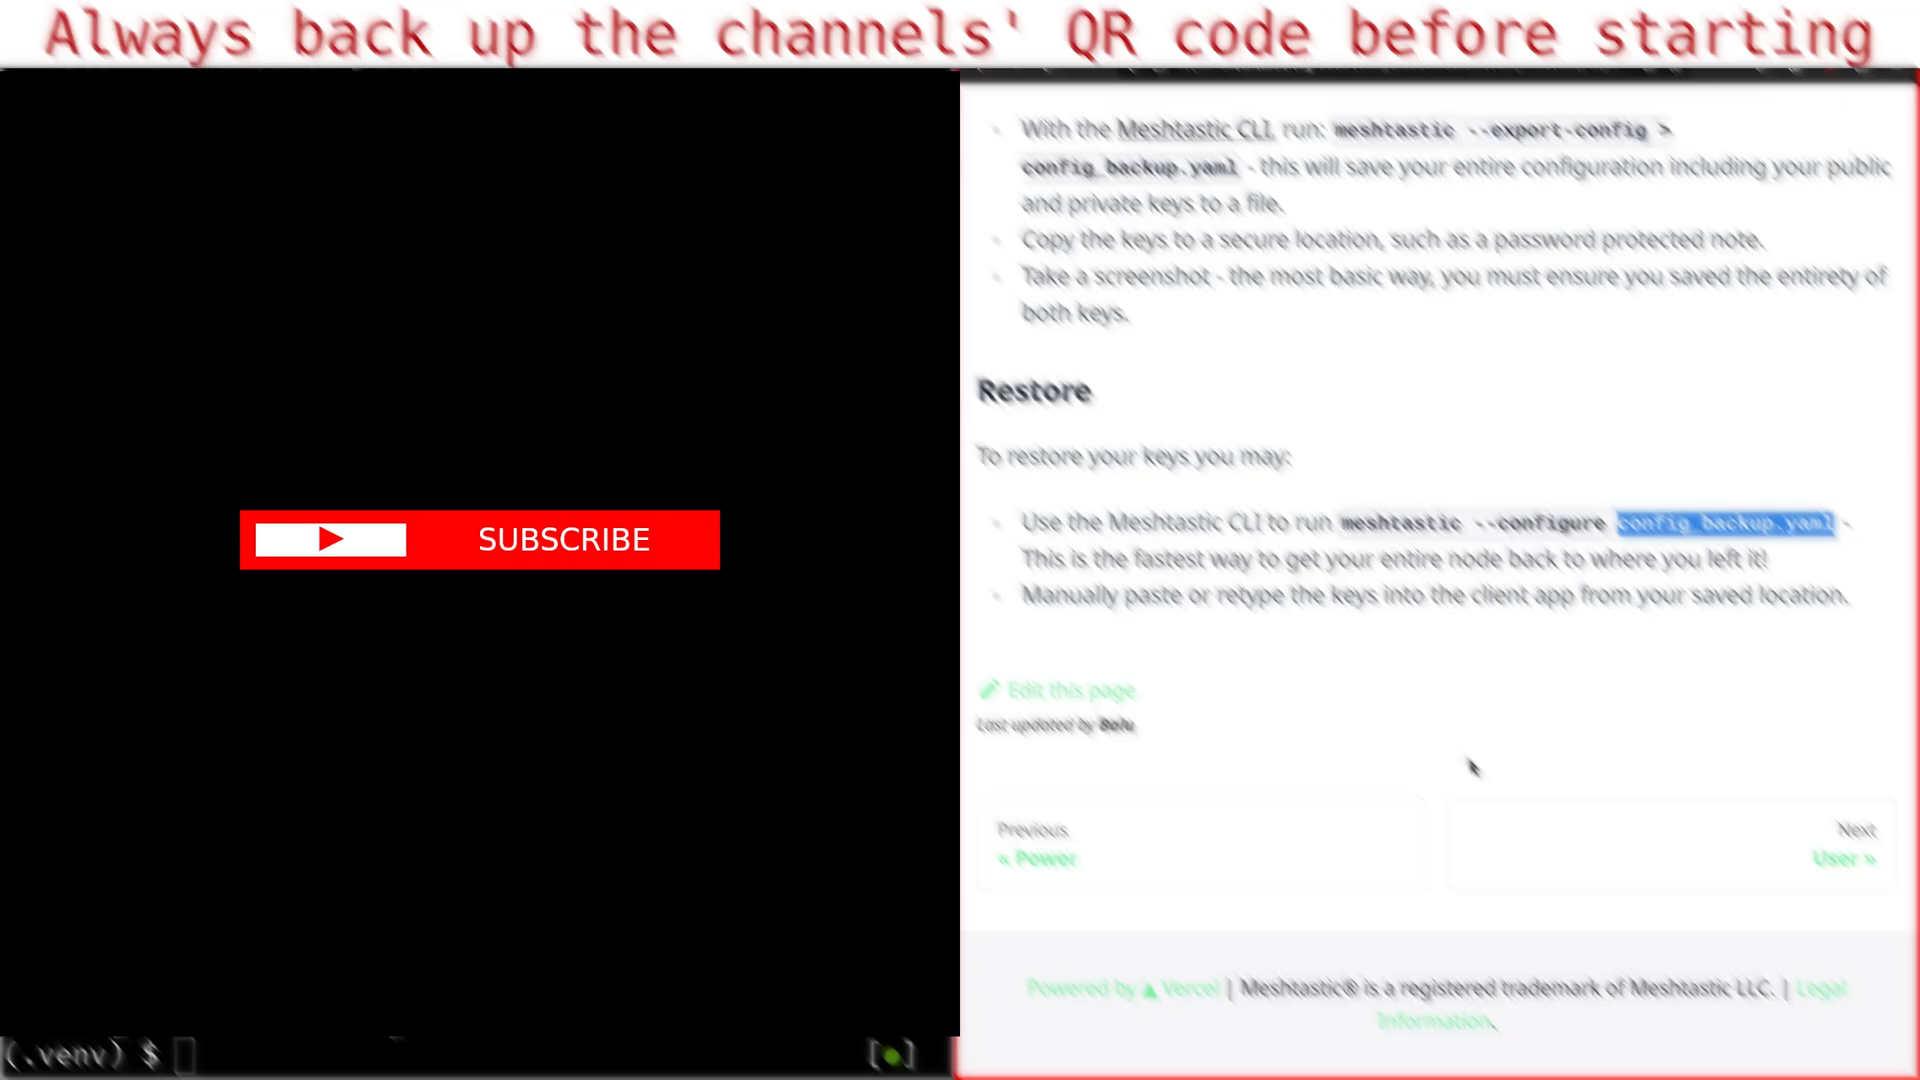 Always back up the channels' QR code before starting
With the Meshtastic CLI, run: meshtastic --export-config >
config_backup.yaml - this will save your entire configuration including your public
and private keys to a file.
Copy the keys to a secure location, such as a password protected note.
Take a screenshot - the most basic way, you must ensure you saved the entirety of
both keys.
Restore
To restore your keys you may:
Use the Meshtastic CLI to run meshtastic --configure config_backup.yaml -
This is the fastest way to get your entire node back to where you left it!
Manually paste or retype the keys into the client app from your saved location.
Edit this page
Last updated by
Previous
« Power
Next
User »
Powered by ▲ Vercel | Meshtastic® is a registered trademark of Meshtastic LLC. | Legal
Information.
SUBSCRIBE
(.venv) $
[●]